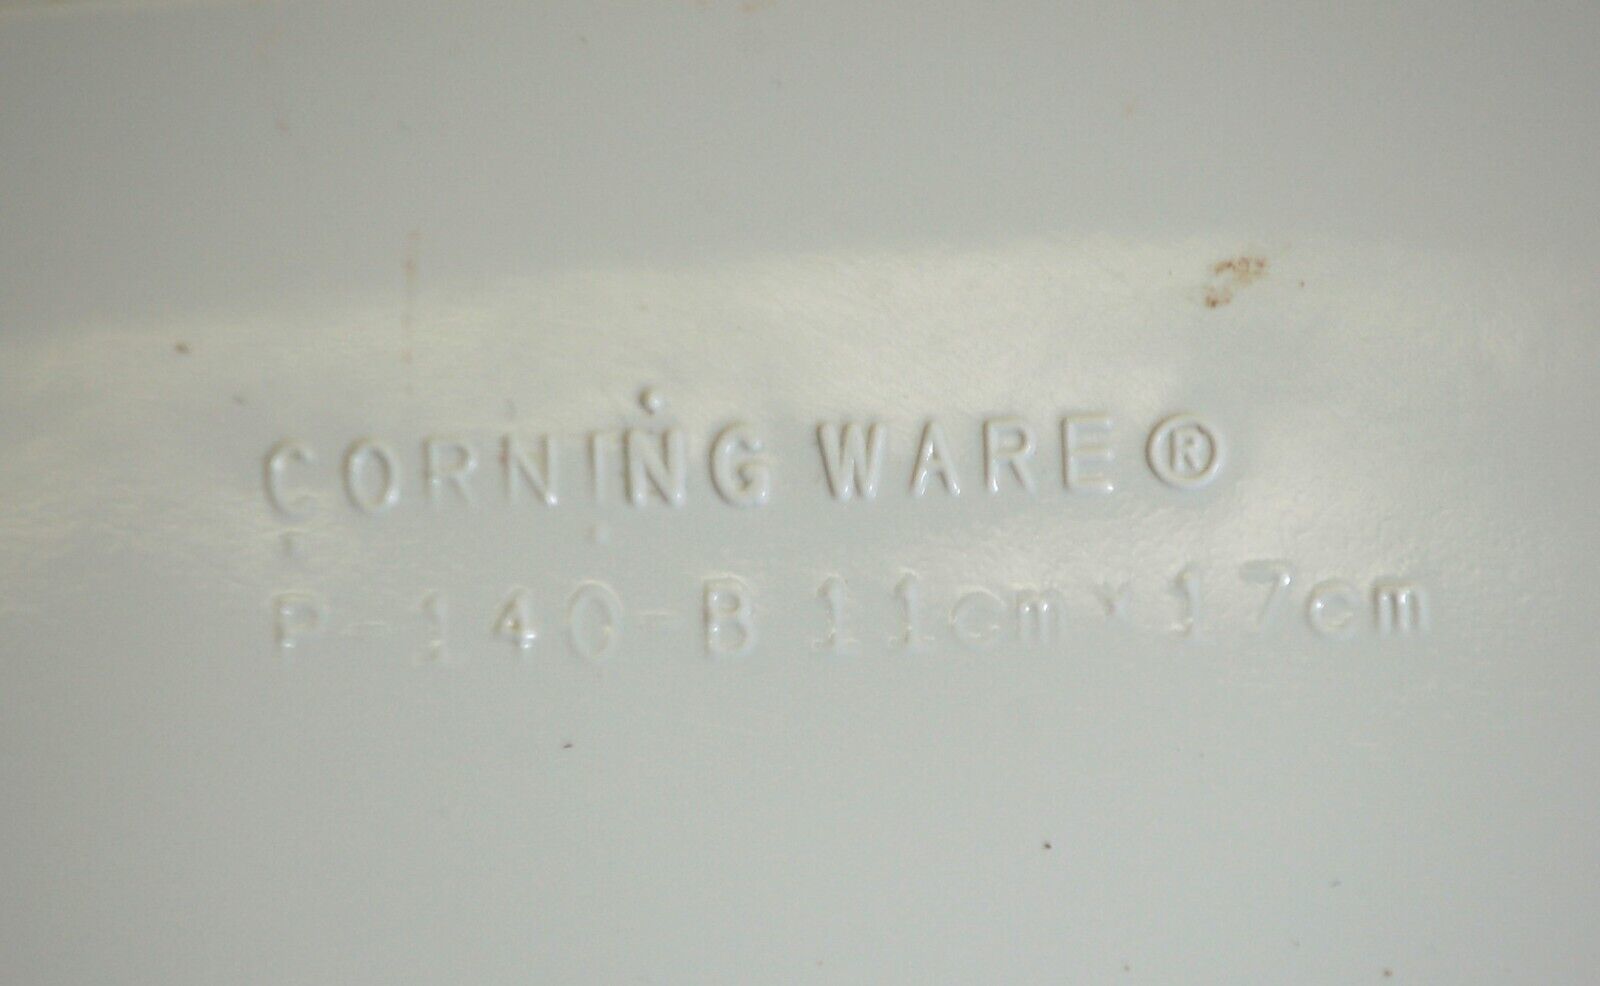 CORNING WARE®
P-140-B 11cm×17cm